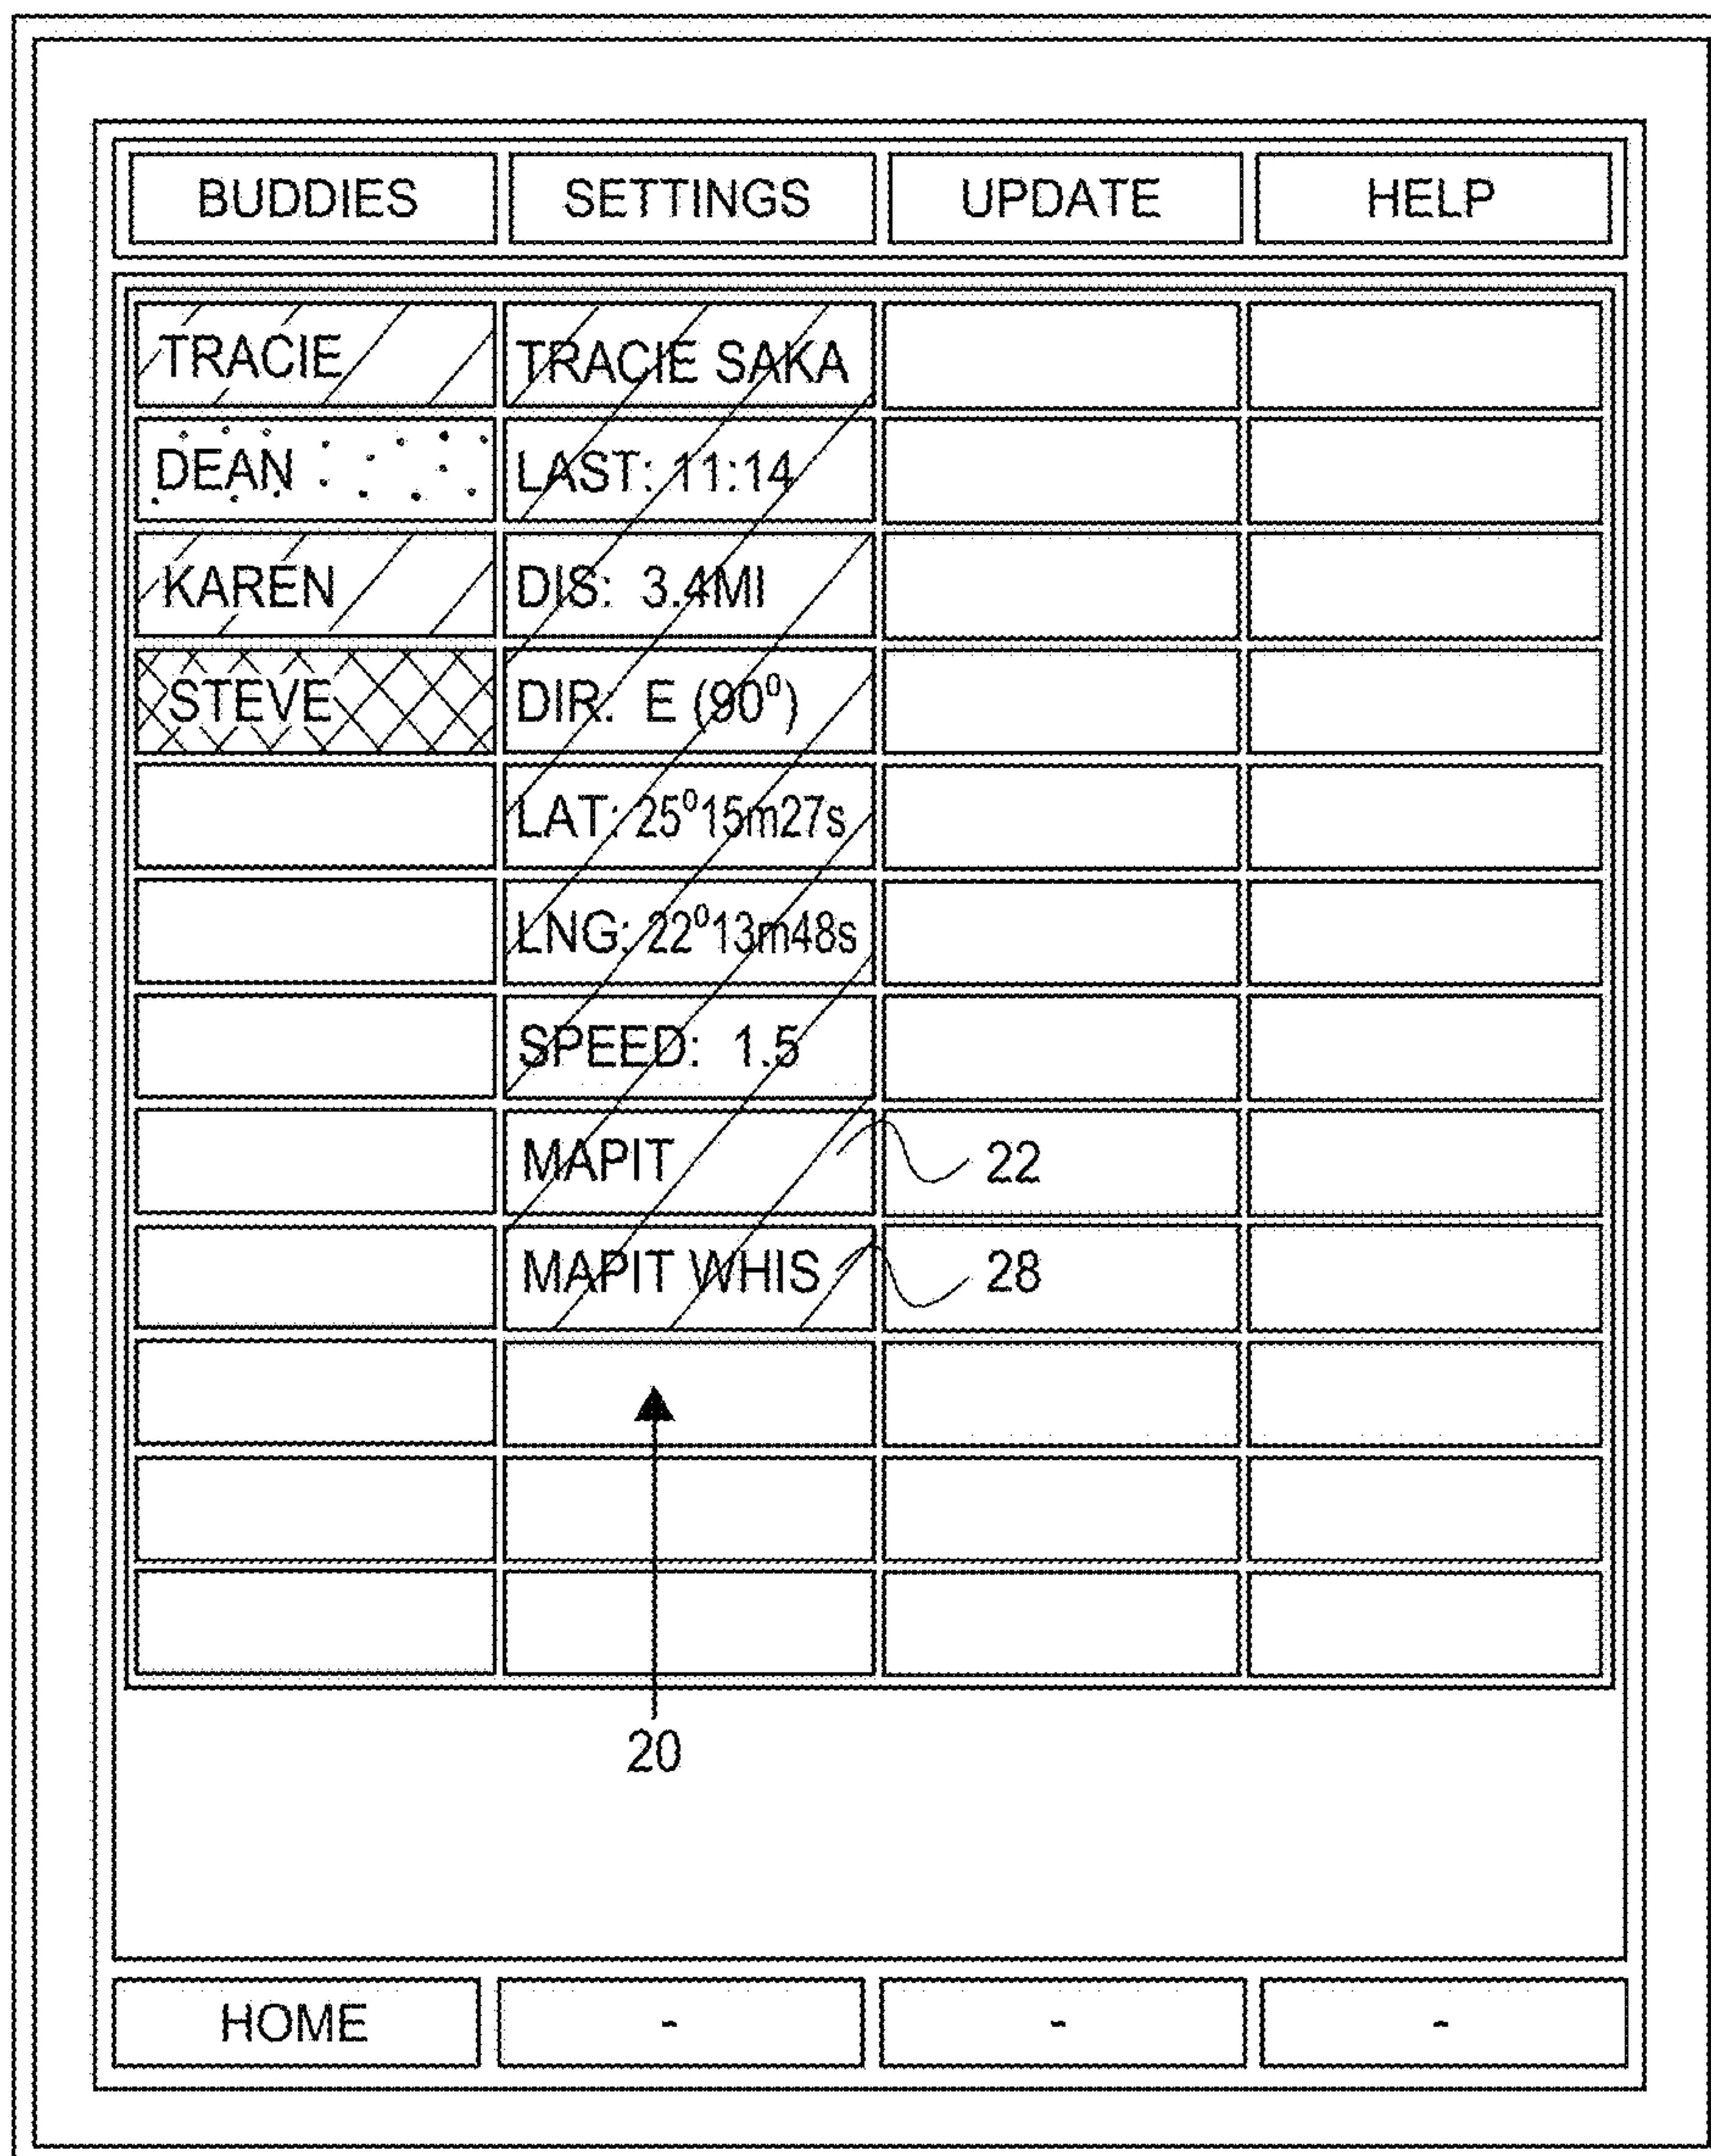 BUDDIES SETTINGS UPDATE HELP
TRACIE TRACIE SAKA
DEAN LAST: 11:14
KAREN DIS: 3.4MI
STEVE DIR: E (90⁰)
LAT: 25⁰15m27s
LNG: 22⁰13m48s
SPEED: 1.5
MAPIT 22
MAPIT WHIS 28
20
HOME - - -